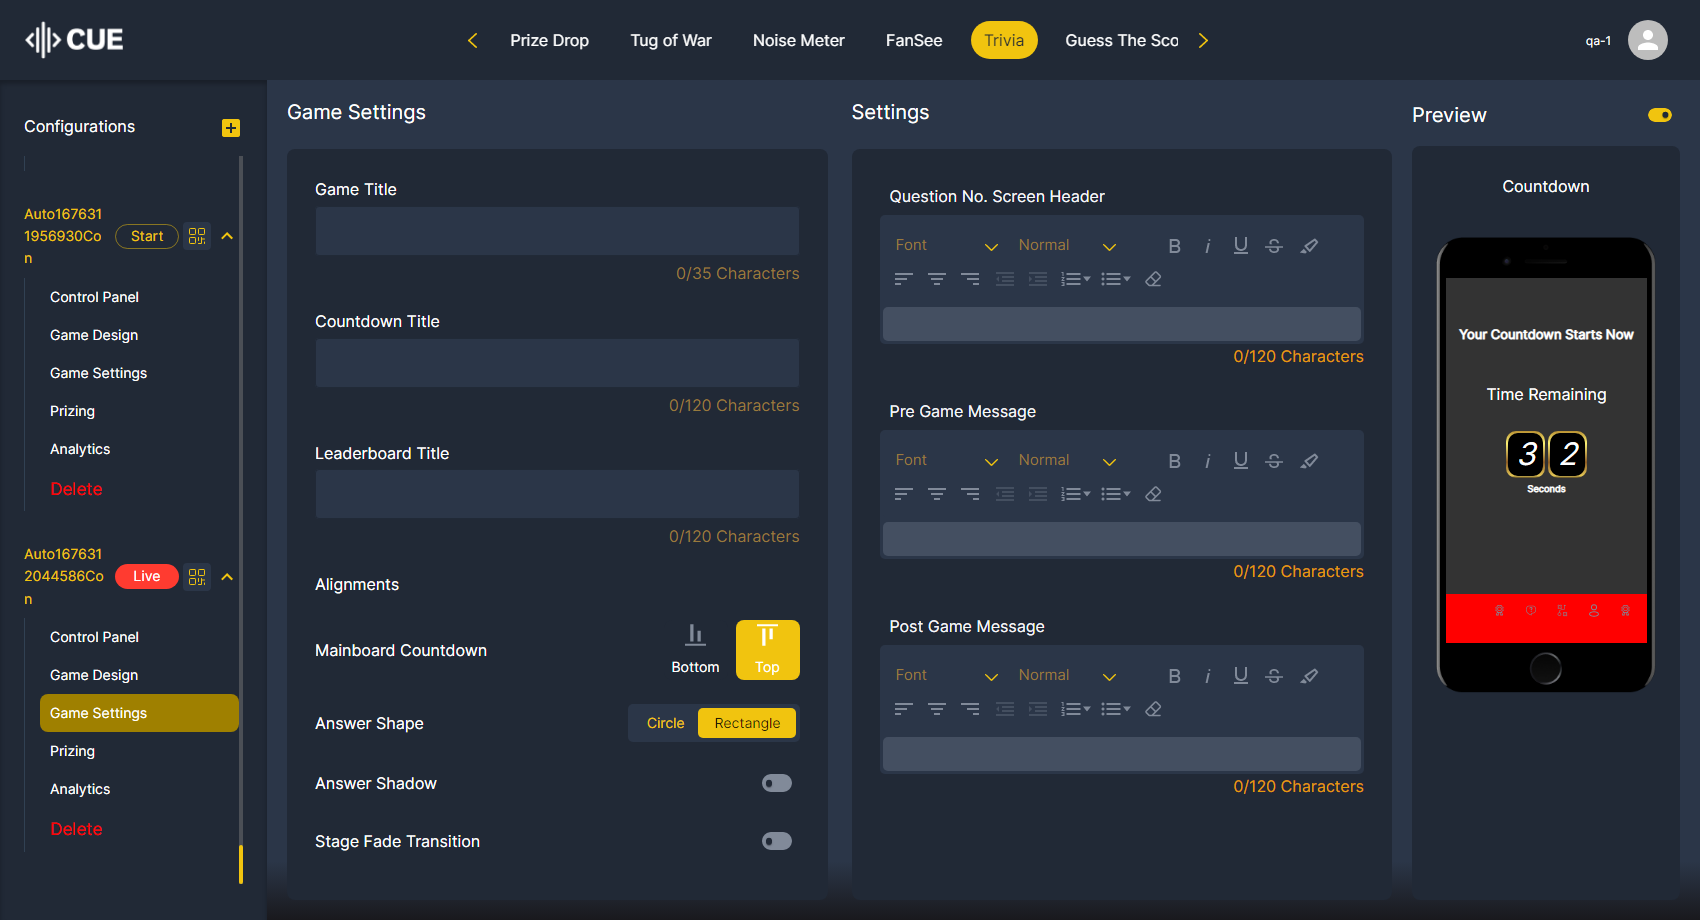 CUE
Prize Drop
Tug of War
Noise Meter
FanSee
Trivia
Guess The Sco
qa-1
Configurations
Auto167631
1956930Co
n
Start
Control Panel
Game Design
Game Settings
Prizing
Analytics
Delete
Auto167631
2044586Co
n
Live
Control Panel
Game Design
Game Settings
Prizing
Analytics
Delete
Game Settings
Game Title
0/35 Characters
Countdown Title
0/120 Characters
Leaderboard Title
0/120 Characters
Alignments
Mainboard Countdown
Bottom
Top
Answer Shape
Circle
Rectangle
Answer Shadow
Stage Fade Transition
Settings
Question No. Screen Header
Font
Normal
0/120 Characters
Pre Game Message
Font
Normal
0/120 Characters
Post Game Message
Font
Normal
0/120 Characters
Preview
Countdown
Your Countdown Starts Now
Time Remaining
3 2
Seconds